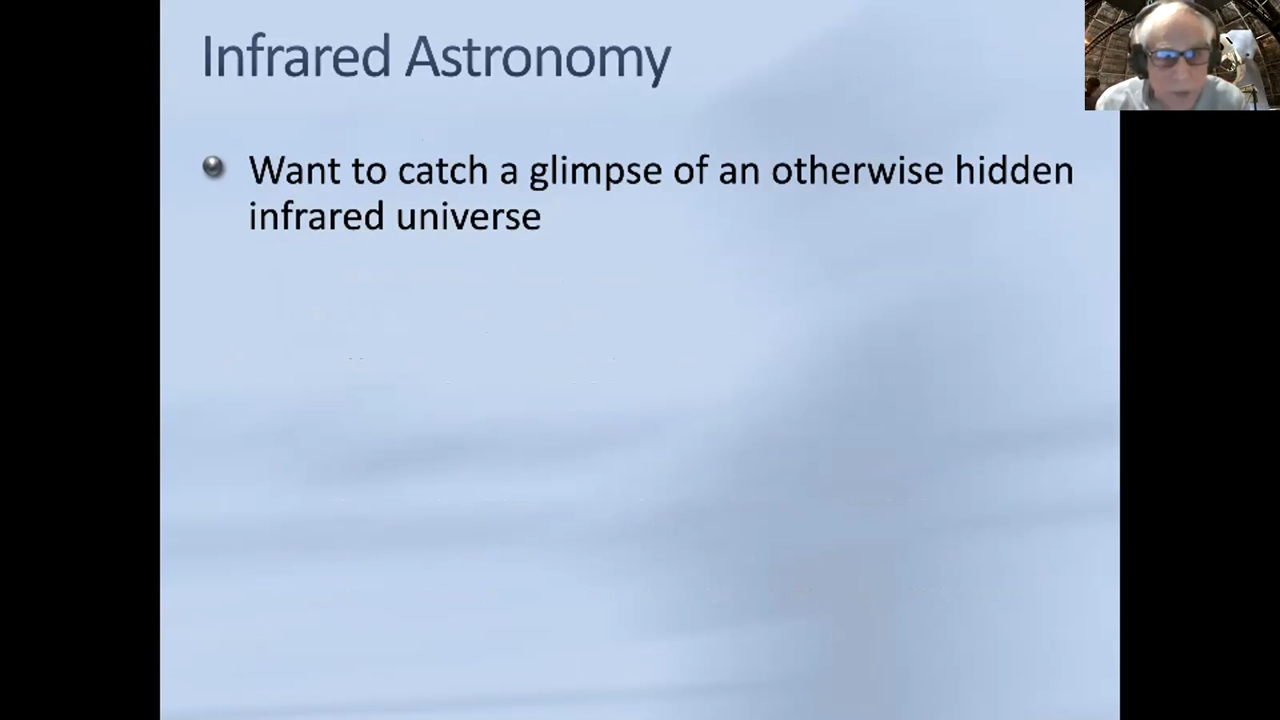 Infrared Astronomy
Want to catch a glimpse of an otherwise hidden
infrared universe